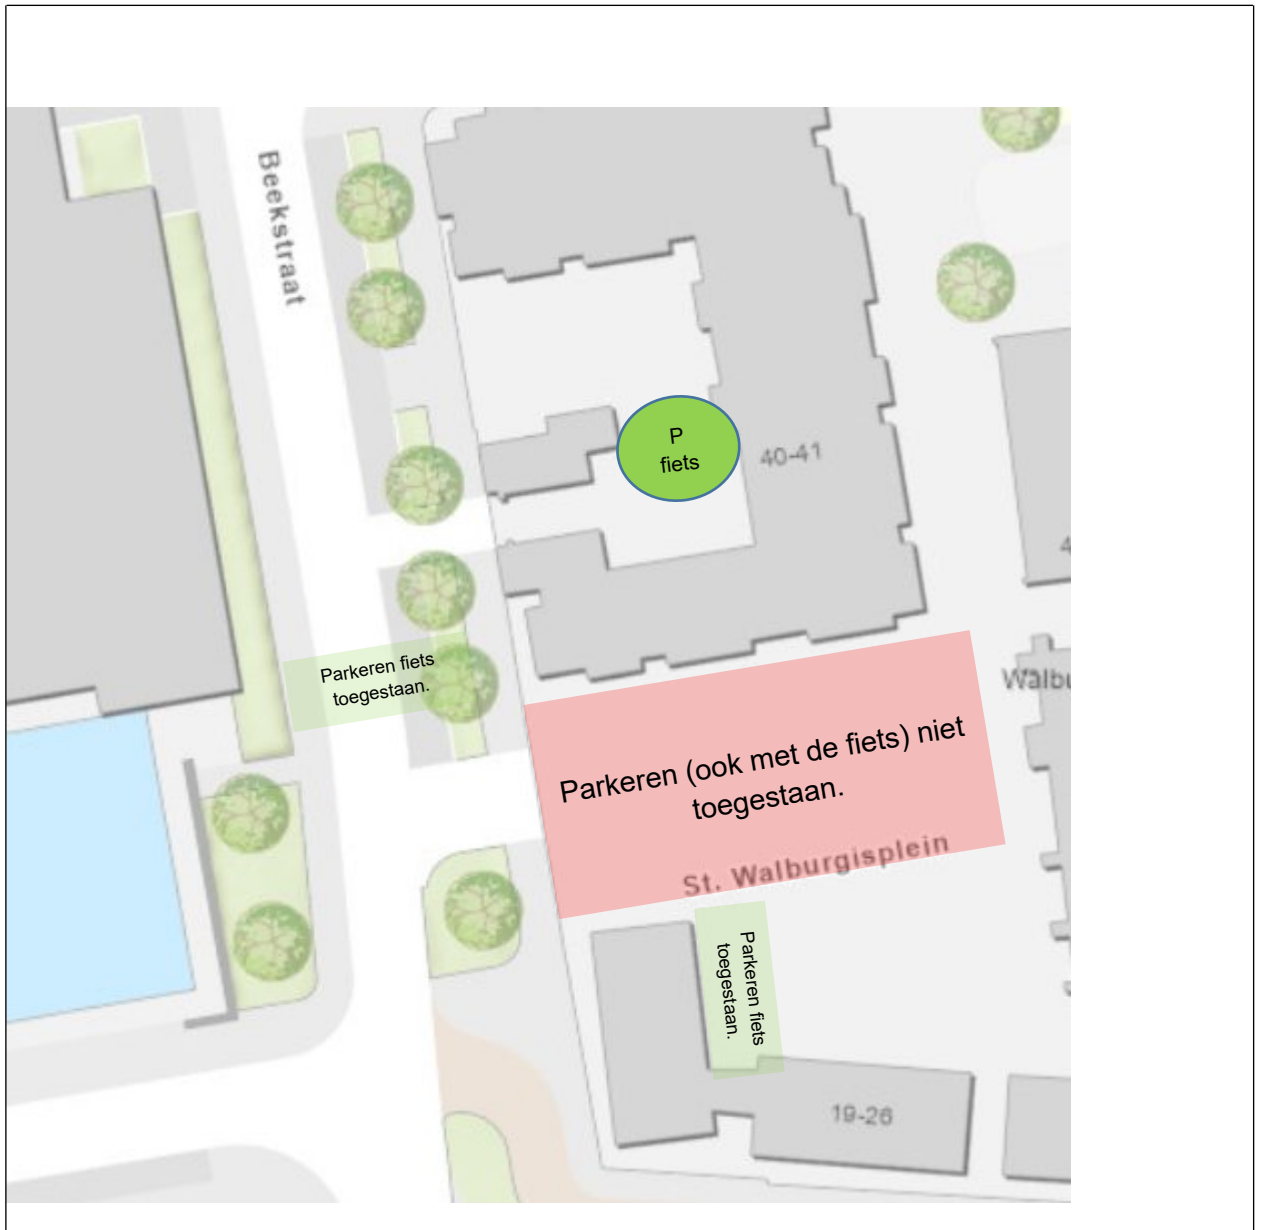 Beekstraat
P
fiets
40-41
4
Parkeren fiets
toegestaan.
Walbu
Parkeren (ook met de fiets) niet
toegestaan.
St. Walburgisplein
Parkeren fiets
toegestaan.
19-26